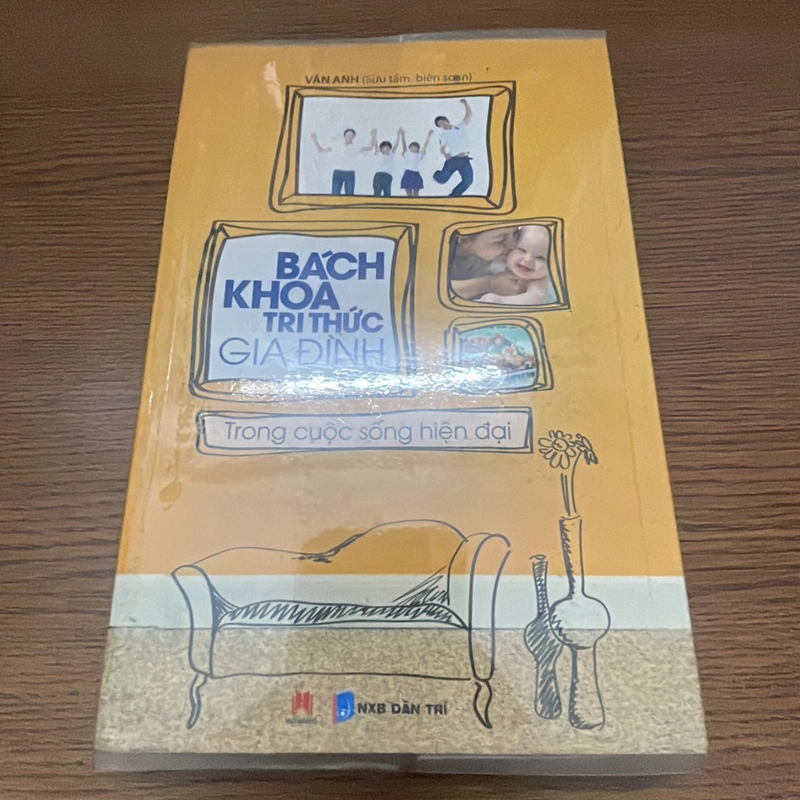 VÂN ANH (Sưu tầm, biên soạn)
BÁCH
KHOA
TRI THỨC
GIA ĐÌNH
Trong cuộc sống hiện đại
NXB DÂN TRÍ